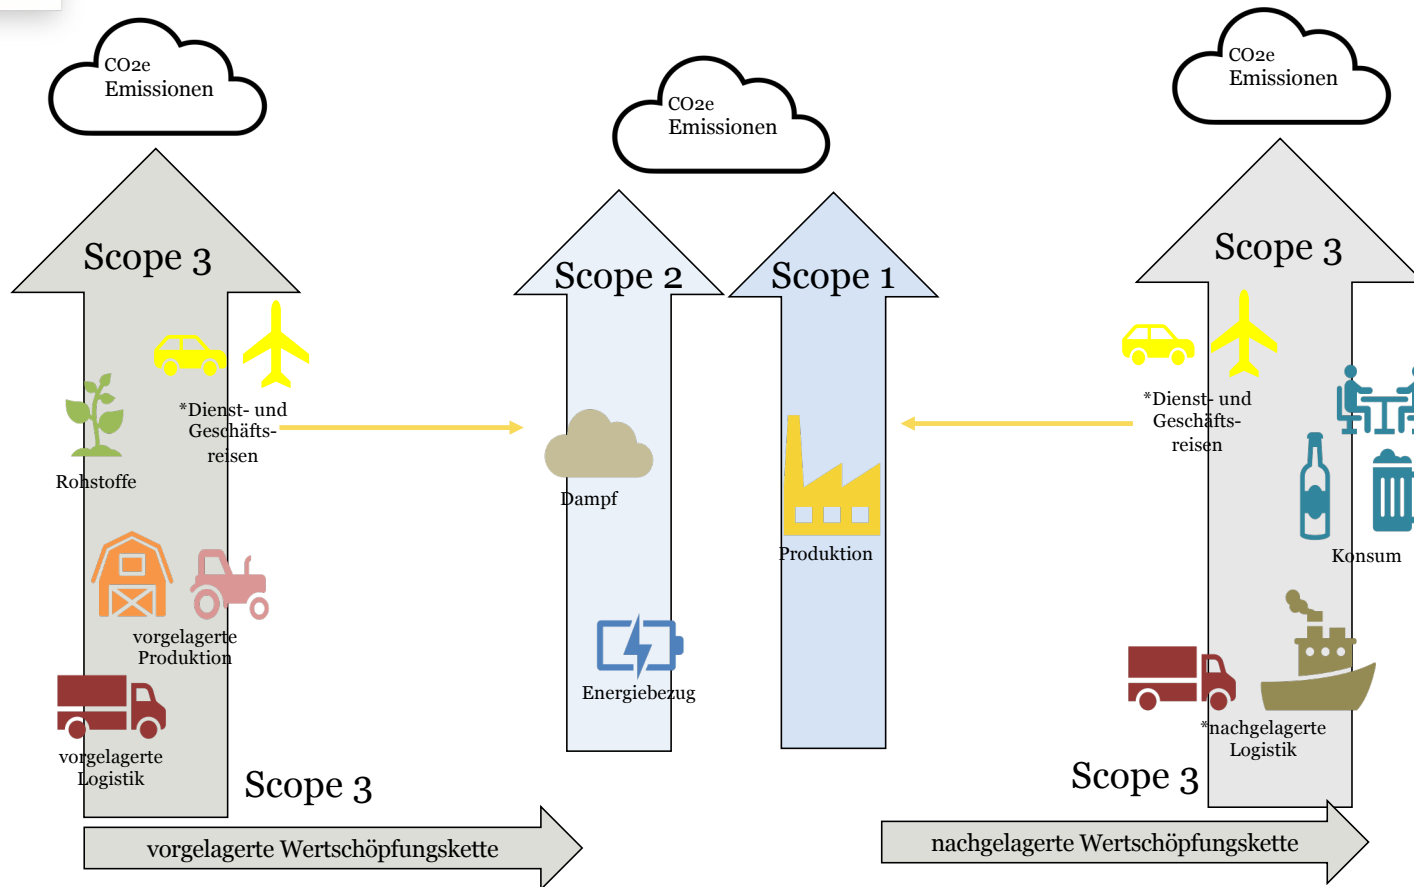 CO2e
Emissionen
CO2e
Emissionen
CO2e
Emissionen
Scope 3
Scope 2
Scope 1
Scope 3
*Dienst- und
Geschäfts-
reisen
Rohstoffe
vorgelagerte
Produktion
vorgelagerte
Logistik
Dampf
Energiebezug
Produktion
*Dienst- und
Geschäfts-
reisen
Konsum
*nachgelagerte
Logistik
Scope 3
Scope 3
vorgelagerte Wertschöpfungskette
nachgelagerte Wertschöpfungskette